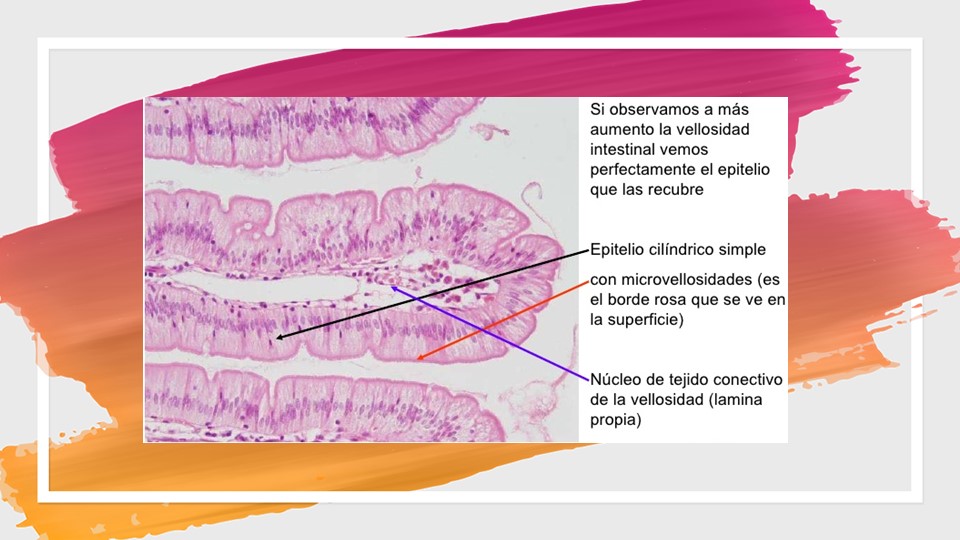 Si observamos a más
aumento la vellosidad
intestinal vemos
perfectamente el epitelio
que las recubre
Epitelio cilíndrico simple
con microvellosidades (es
el borde rosa que se ve en
la superficie)
Núcleo de tejido conectivo
de la vellosidad (lamina
propia)